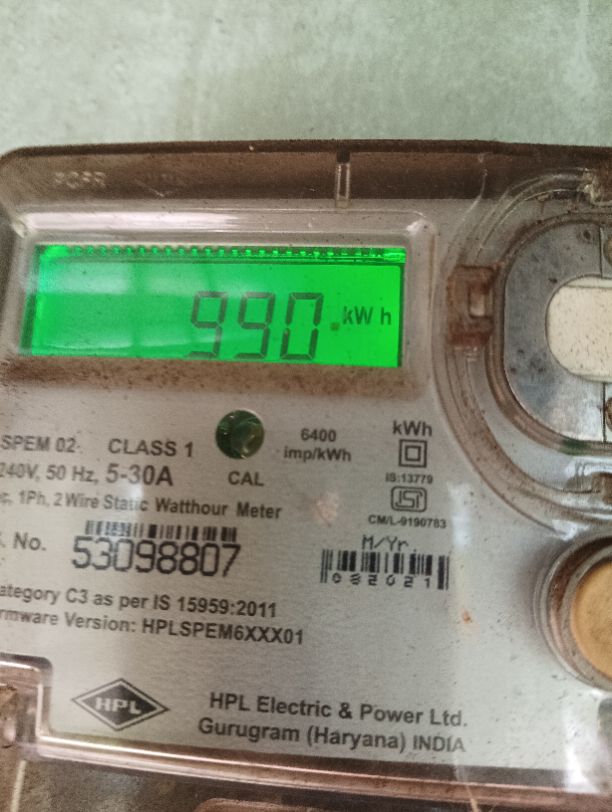 990 kWh
SPEM 02 CLASS 1
240V, 50 Hz, 5-30A
1Ph, 2 Wire Static Watthour Meter
No. 53098807
CAL
6400
imp/kWh
kWh
IS:13779
ISI
CM/L-9190783
M/Yr.
082021
ategory C3 as per IS 15959:2011
rmware Version: HPLSPEM6XXX01
HPL
HPL Electric & Power Ltd.
Gurugram (Haryana) INDIA